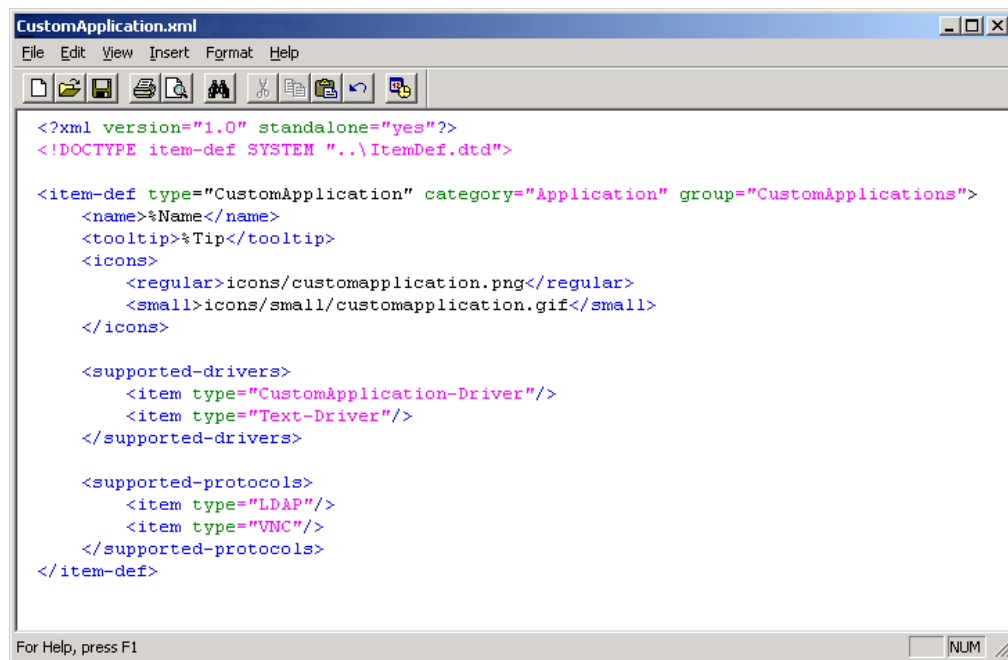 CustomApplication.xml
File Edit View Insert Format Help
<?xml version="1.0" standalone="yes"?>
<!DOCTYPE item-def SYSTEM "..\ItemDef.dtd">
<item-def type="CustomApplication" category="Application" group="CustomApplications">
<name>%Name</name>
<tooltip>%Tip</tooltip>
<icons>
<regular>icons/customapplication.png</regular>
<small>icons/small/customapplication.gif</small>
</icons>
<supported-drivers>
<item type="CustomApplication-Driver"/>
<item type="Text-Driver"/>
</supported-drivers>
<supported-protocols>
<item type="LDAP"/>
<item type="VNC"/>
</supported-protocols>
</item-def>
For Help, press F1 NUM